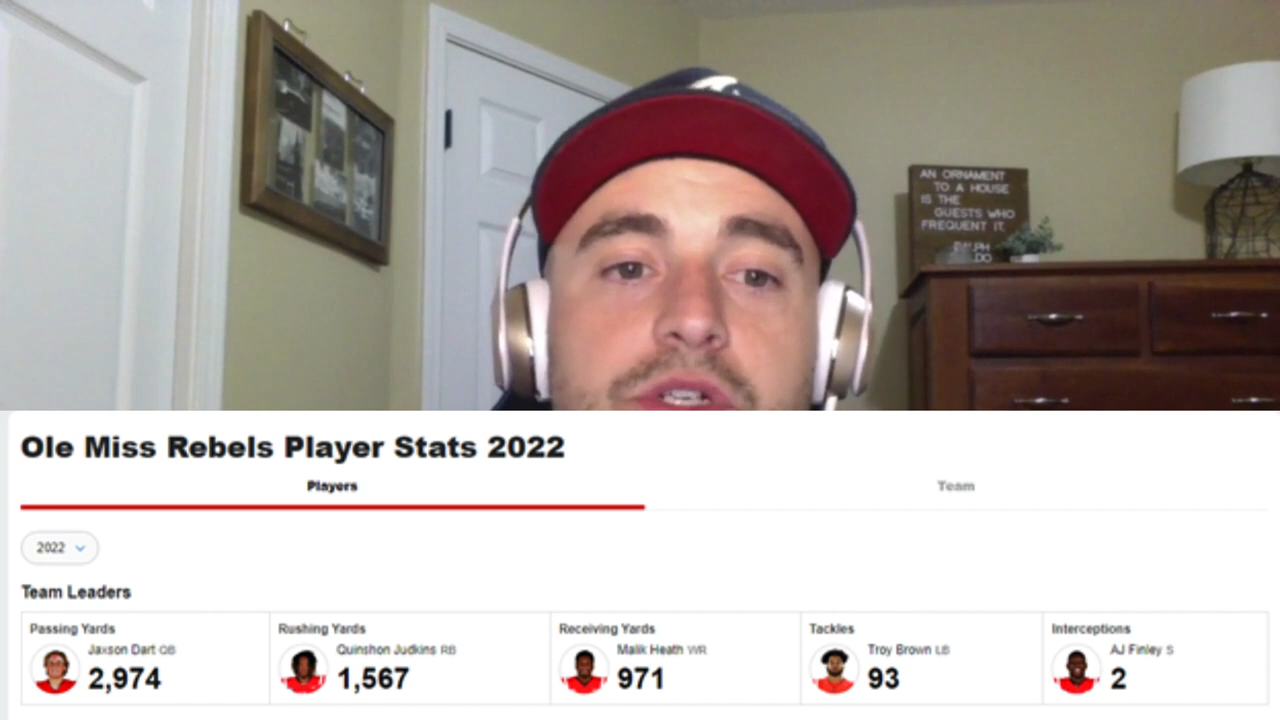 AN ORNAMENT
TO A HOUSE
IS THE
GUESTS WHO
FREQUENT IT.
RALPH
DO
Ole Miss Rebels Player Stats 2022
Players
Team
2022
Team Leaders
Passing Yards
Jaxson Dart QB
2,974
Rushing Yards
Quinshon Judkins RB
1,567
Receiving Yards
Malik Heath WR
971
Tackles
Troy Brown LB
93
Interceptions
AJ Finley S
2